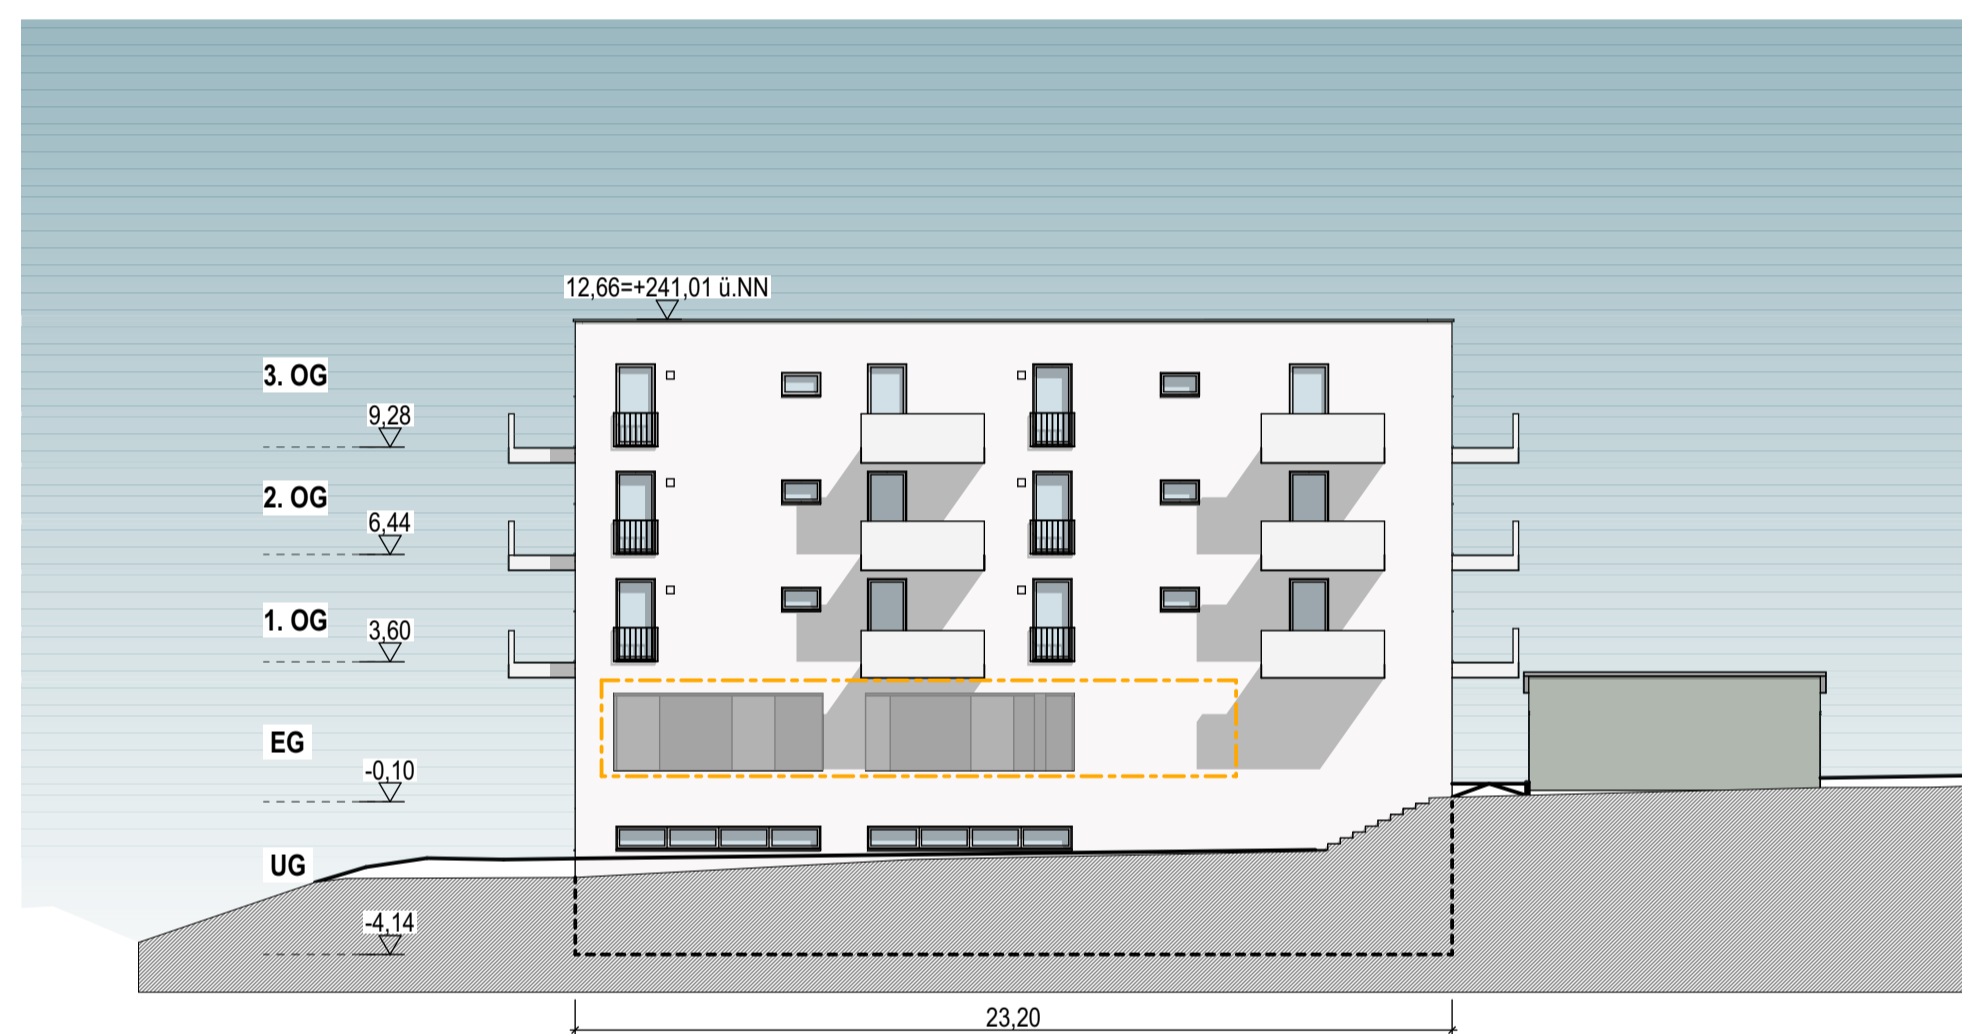 12,66=+241,01 ü.NN
3. OG
9,28
2. OG
6,44
1. OG
3,60
EG
-0,10
UG
-4,14
23,20